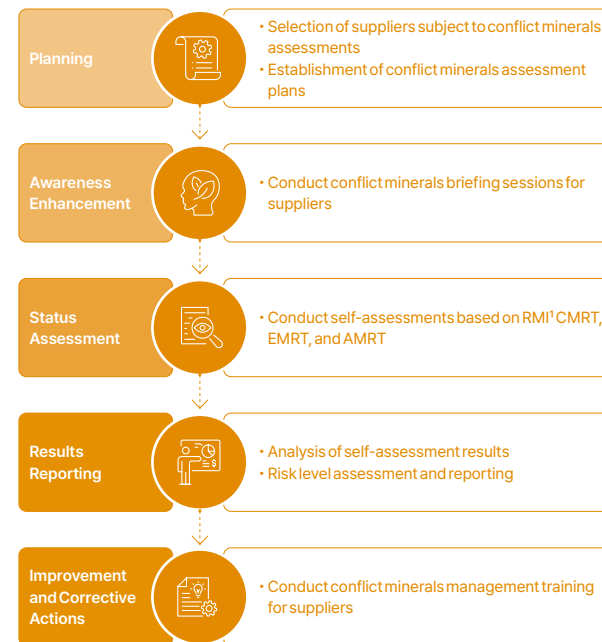 Planning
• Selection of suppliers subject to conflict minerals
assessments
• Establishment of conflict minerals assessment
plans
Awareness
Enhancement
• Conduct conflict minerals briefing sessions for
suppliers
Status
Assessment
• Conduct self-assessments based on RMI¹ CMRT,
EMRT, and AMRT
Results
Reporting
• Analysis of self-assessment results
• Risk level assessment and reporting
Improvement
and Corrective
Actions
• Conduct conflict minerals management training
for suppliers